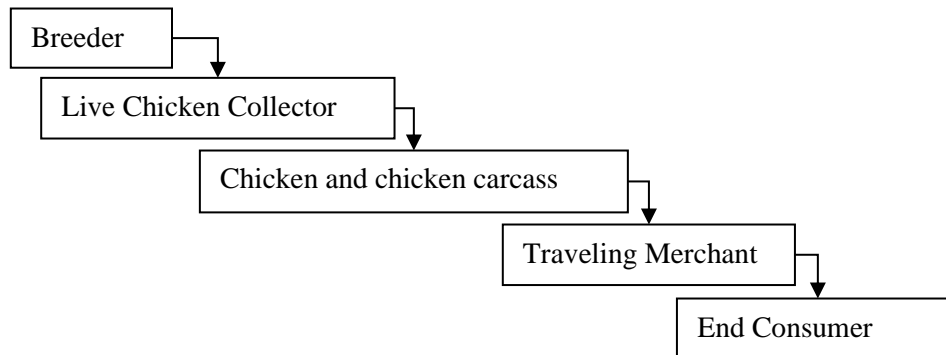 Breeder
Live Chicken Collector
Chicken and chicken carcass
Traveling Merchant
End Consumer